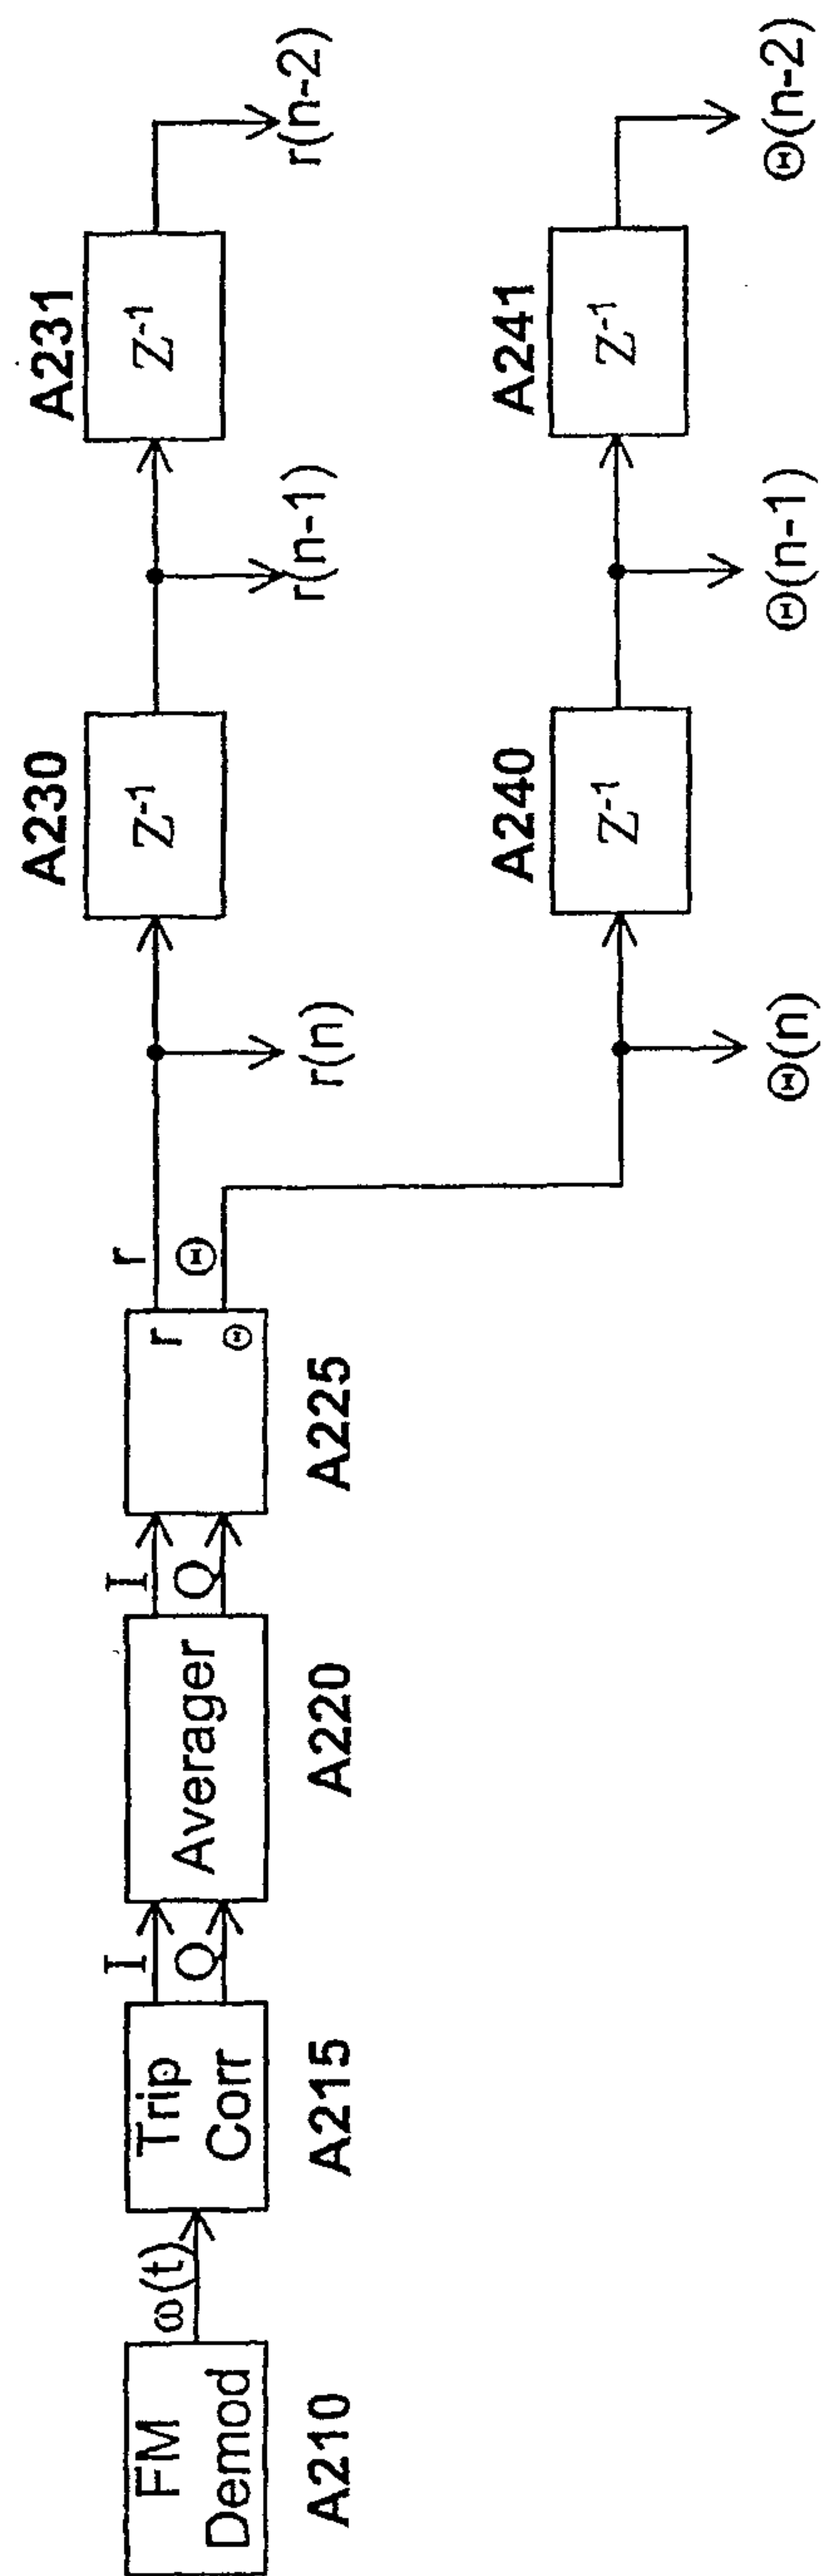 FM
Demod
A210
ω(t)
Trip
Corr
A215
I
Q
Averager
A220
I
Q
r
Θ
A225
r
Θ
r(n)
A230
Z⁻¹
r(n-1)
A231
Z⁻¹
r(n-2)
Θ(n)
A240
Z⁻¹
Θ(n-1)
A241
Z⁻¹
Θ(n-2)